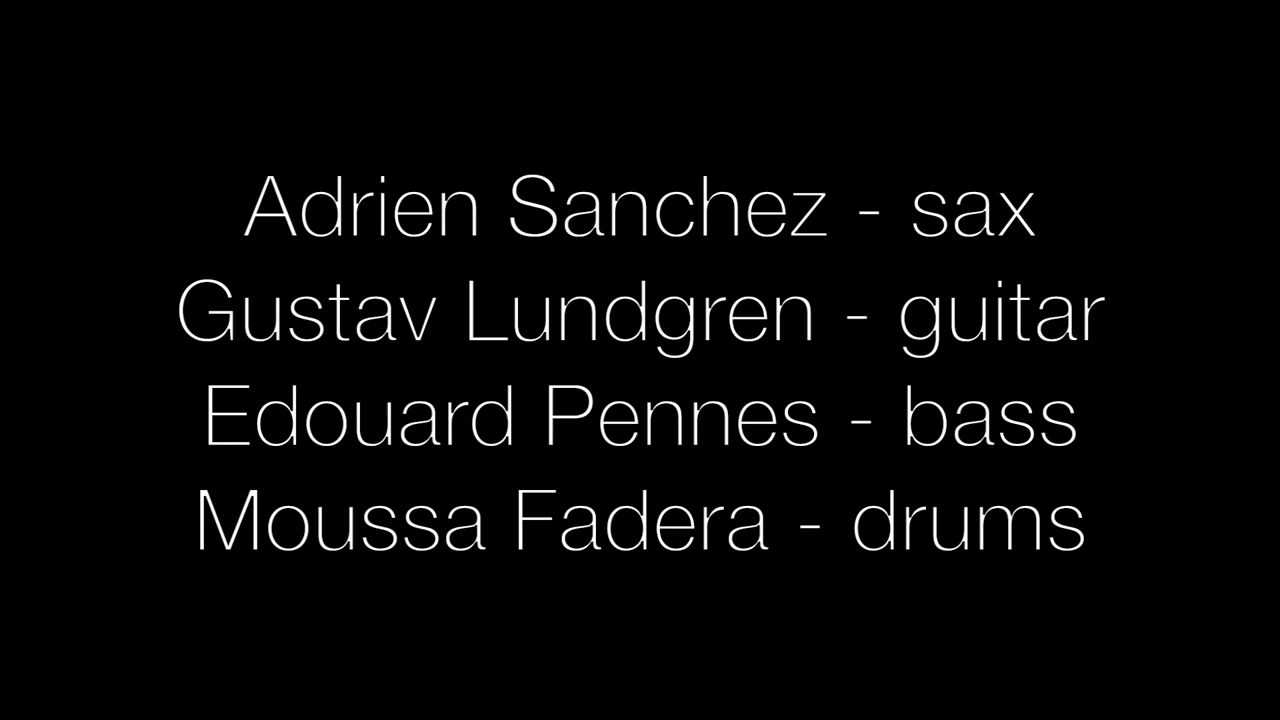 Adrien Sanchez - sax
Gustav Lundgren - guitar
Edouard Pennes - bass
Moussa Fadera - drums